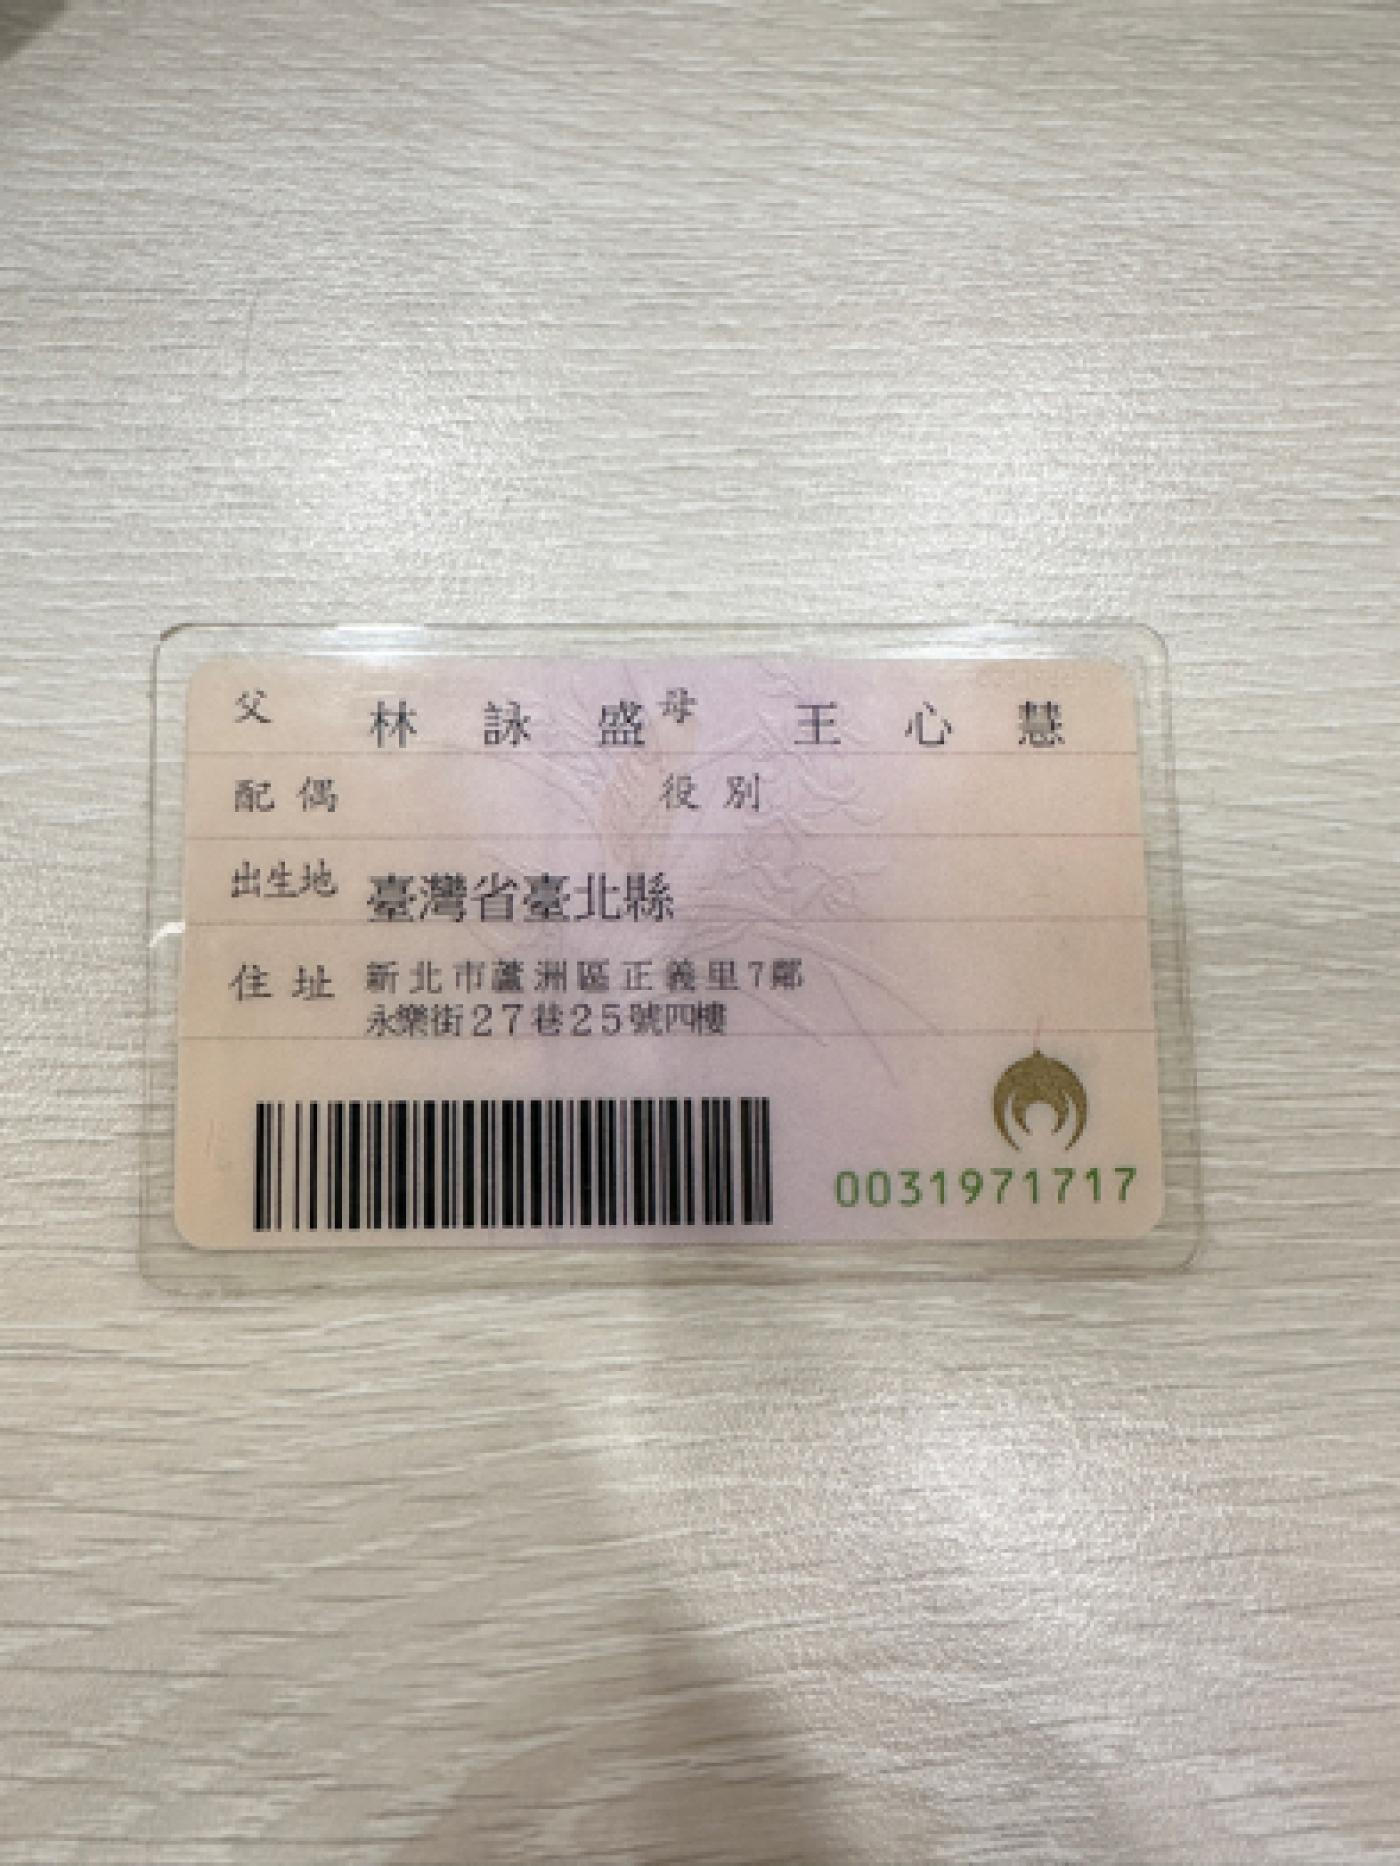 父 林詠盛 母 王心慧
配偶 役別
出生地 臺灣省臺北縣
住址 新北市蘆洲區正義里7鄰
永樂街27巷25號四樓
0031971717